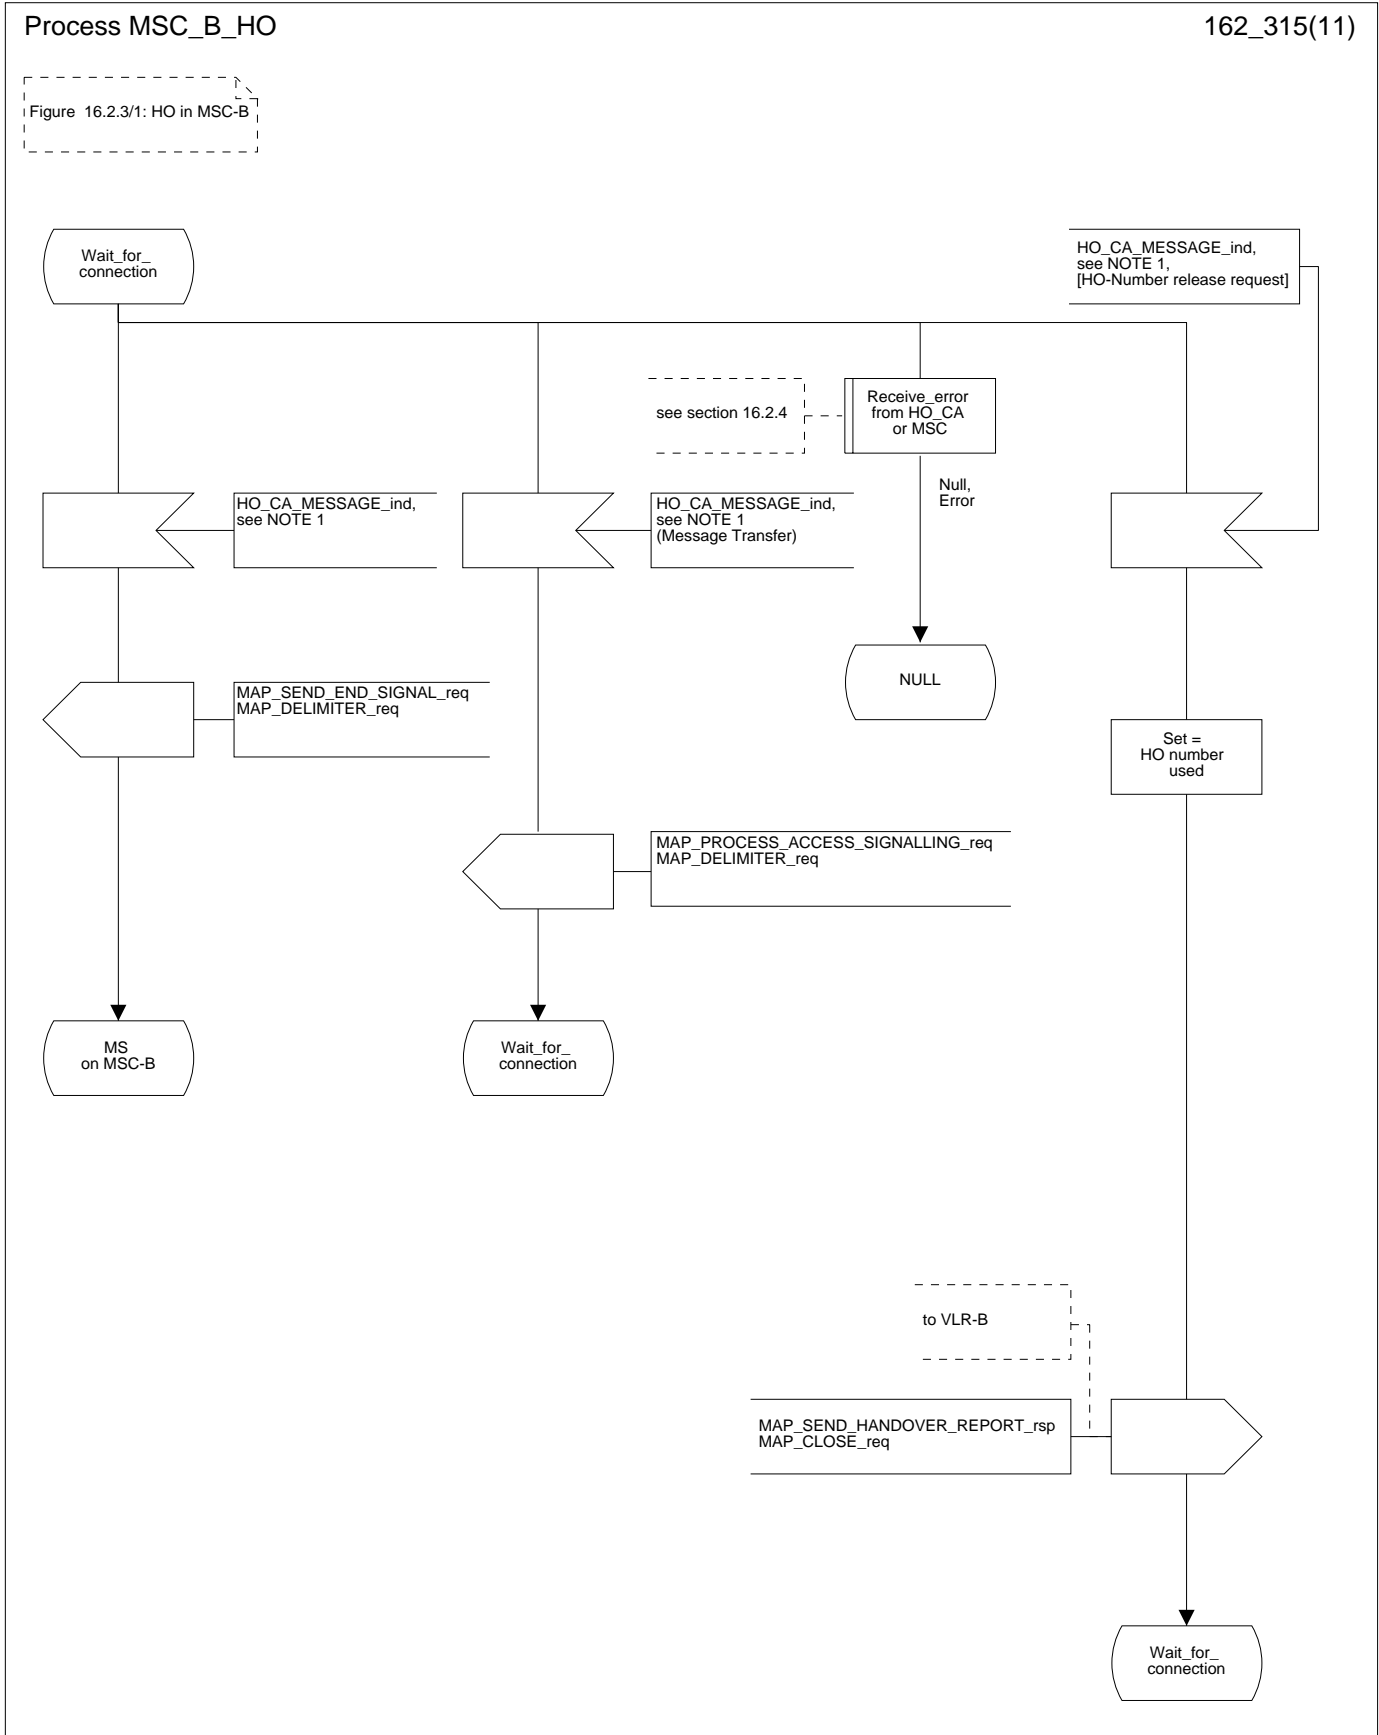 Process MSC_B_HO
162_315(11)
Figure 16.2.3/1: HO in MSC-B
Wait_for_
connection
HO_CA_MESSAGE_ind,
see NOTE 1,
[HO-Number release request]
see section 16.2.4
Receive_error
from HO_CA
or MSC
Null,
Error
HO_CA_MESSAGE_ind,
see NOTE 1
HO_CA_MESSAGE_ind,
see NOTE 1
(Message Transfer)
NULL
MAP_SEND_END_SIGNAL_req
MAP_DELIMITER_req
Set =
HO number
used
MAP_PROCESS_ACCESS_SIGNALLING_req
MAP_DELIMITER_req
MS
on MSC-B
Wait_for_
connection
to VLR-B
MAP_SEND_HANDOVER_REPORT_rsp
MAP_CLOSE_req
Wait_for_
connection